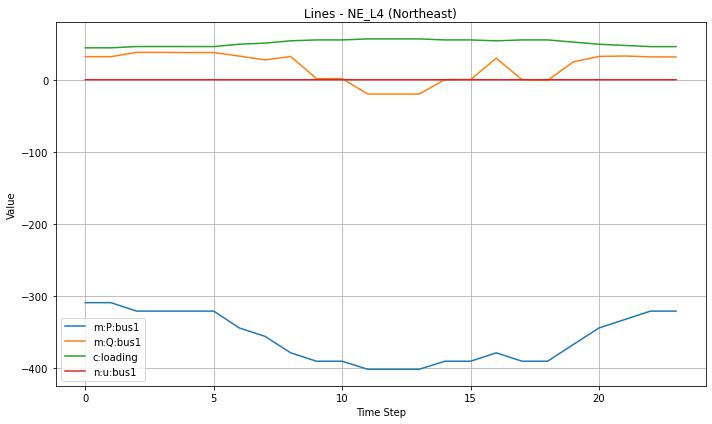 Lines - NE_L4 (Northeast)
Value
0
−100
−200
−300
−400
m:P:bus1
m:Q:bus1
c:loading
n:u:bus1
0 5 10 15 20
Time Step